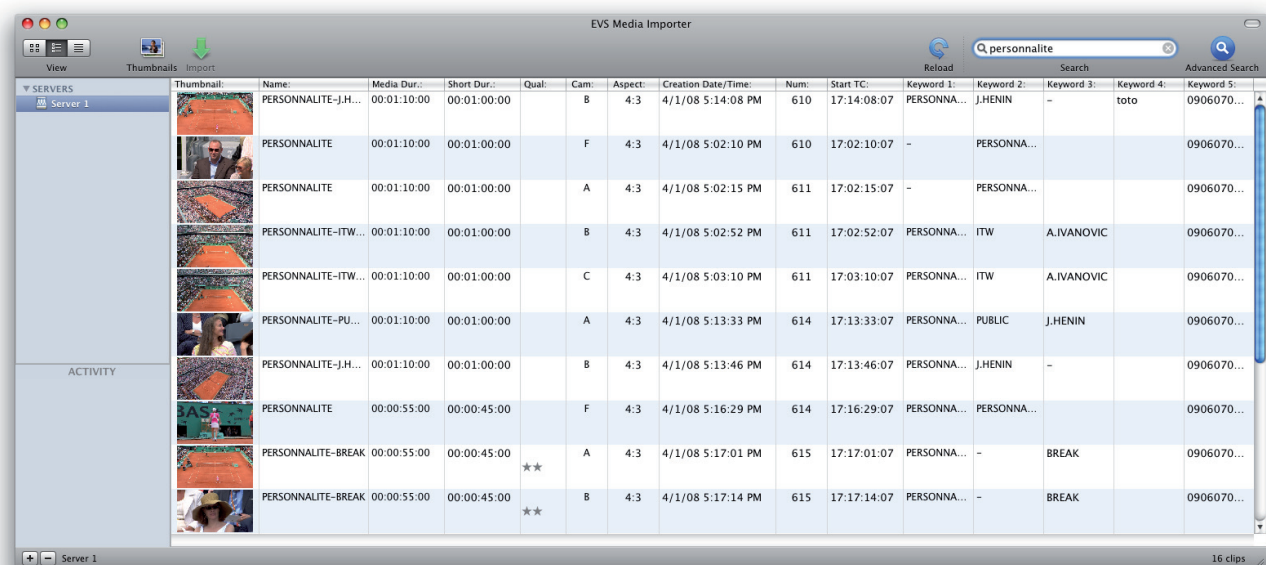 EVS Media Importer
personnalite
View Thumbnails Import Reload Search Advanced Search
SERVERS Thumbnail: Name: Media Dur.: Short Dur.: Qual: Cam: Aspect: Creation Date/Time: Num: Start TC: Keyword 1: Keyword 2: Keyword 3: Keyword 4: Keyword 5:
Server 1 PERSONNALITE-J.H... 00:01:10:00 00:01:00:00 B 4:3 4/1/08 5:14:08 PM 610 17:14:08:07 PERSONNA... J.HENIN - toto 0906070...
PERSONNALITE 00:01:10:00 00:01:00:00 F 4:3 4/1/08 5:02:10 PM 610 17:02:10:07 - PERSONNA... 0906070...
PERSONNALITE 00:01:10:00 00:01:00:00 A 4:3 4/1/08 5:02:15 PM 611 17:02:15:07 - PERSONNA... 0906070...
PERSONNALITE-ITW... 00:01:10:00 00:01:00:00 B 4:3 4/1/08 5:02:52 PM 611 17:02:52:07 PERSONNA... ITW A.IVANOVIC 0906070...
PERSONNALITE-ITW... 00:01:10:00 00:01:00:00 C 4:3 4/1/08 5:03:10 PM 611 17:03:10:07 PERSONNA... ITW A.IVANOVIC 0906070...
PERSONNALITE-PU... 00:01:10:00 00:01:00:00 A 4:3 4/1/08 5:13:33 PM 614 17:13:33:07 PERSONNA... PUBLIC J.HENIN 0906070...
ACTIVITY PERSONNALITE-J.H... 00:01:10:00 00:01:00:00 B 4:3 4/1/08 5:13:46 PM 614 17:13:46:07 PERSONNA... J.HENIN - 0906070...
BAS PERSONNALITE 00:00:55:00 00:00:45:00 F 4:3 4/1/08 5:16:29 PM 614 17:16:29:07 PERSONNA... PERSONNA... 0906070...
PERSONNALITE-BREAK 00:00:55:00 00:00:45:00 ★★ A 4:3 4/1/08 5:17:01 PM 615 17:17:01:07 PERSONNA... - BREAK 0906070...
PERSONNALITE-BREAK 00:00:55:00 00:00:45:00 ★★ B 4:3 4/1/08 5:17:14 PM 615 17:17:14:07 PERSONNA... - BREAK 0906070...
+ - Server 1 16 clips